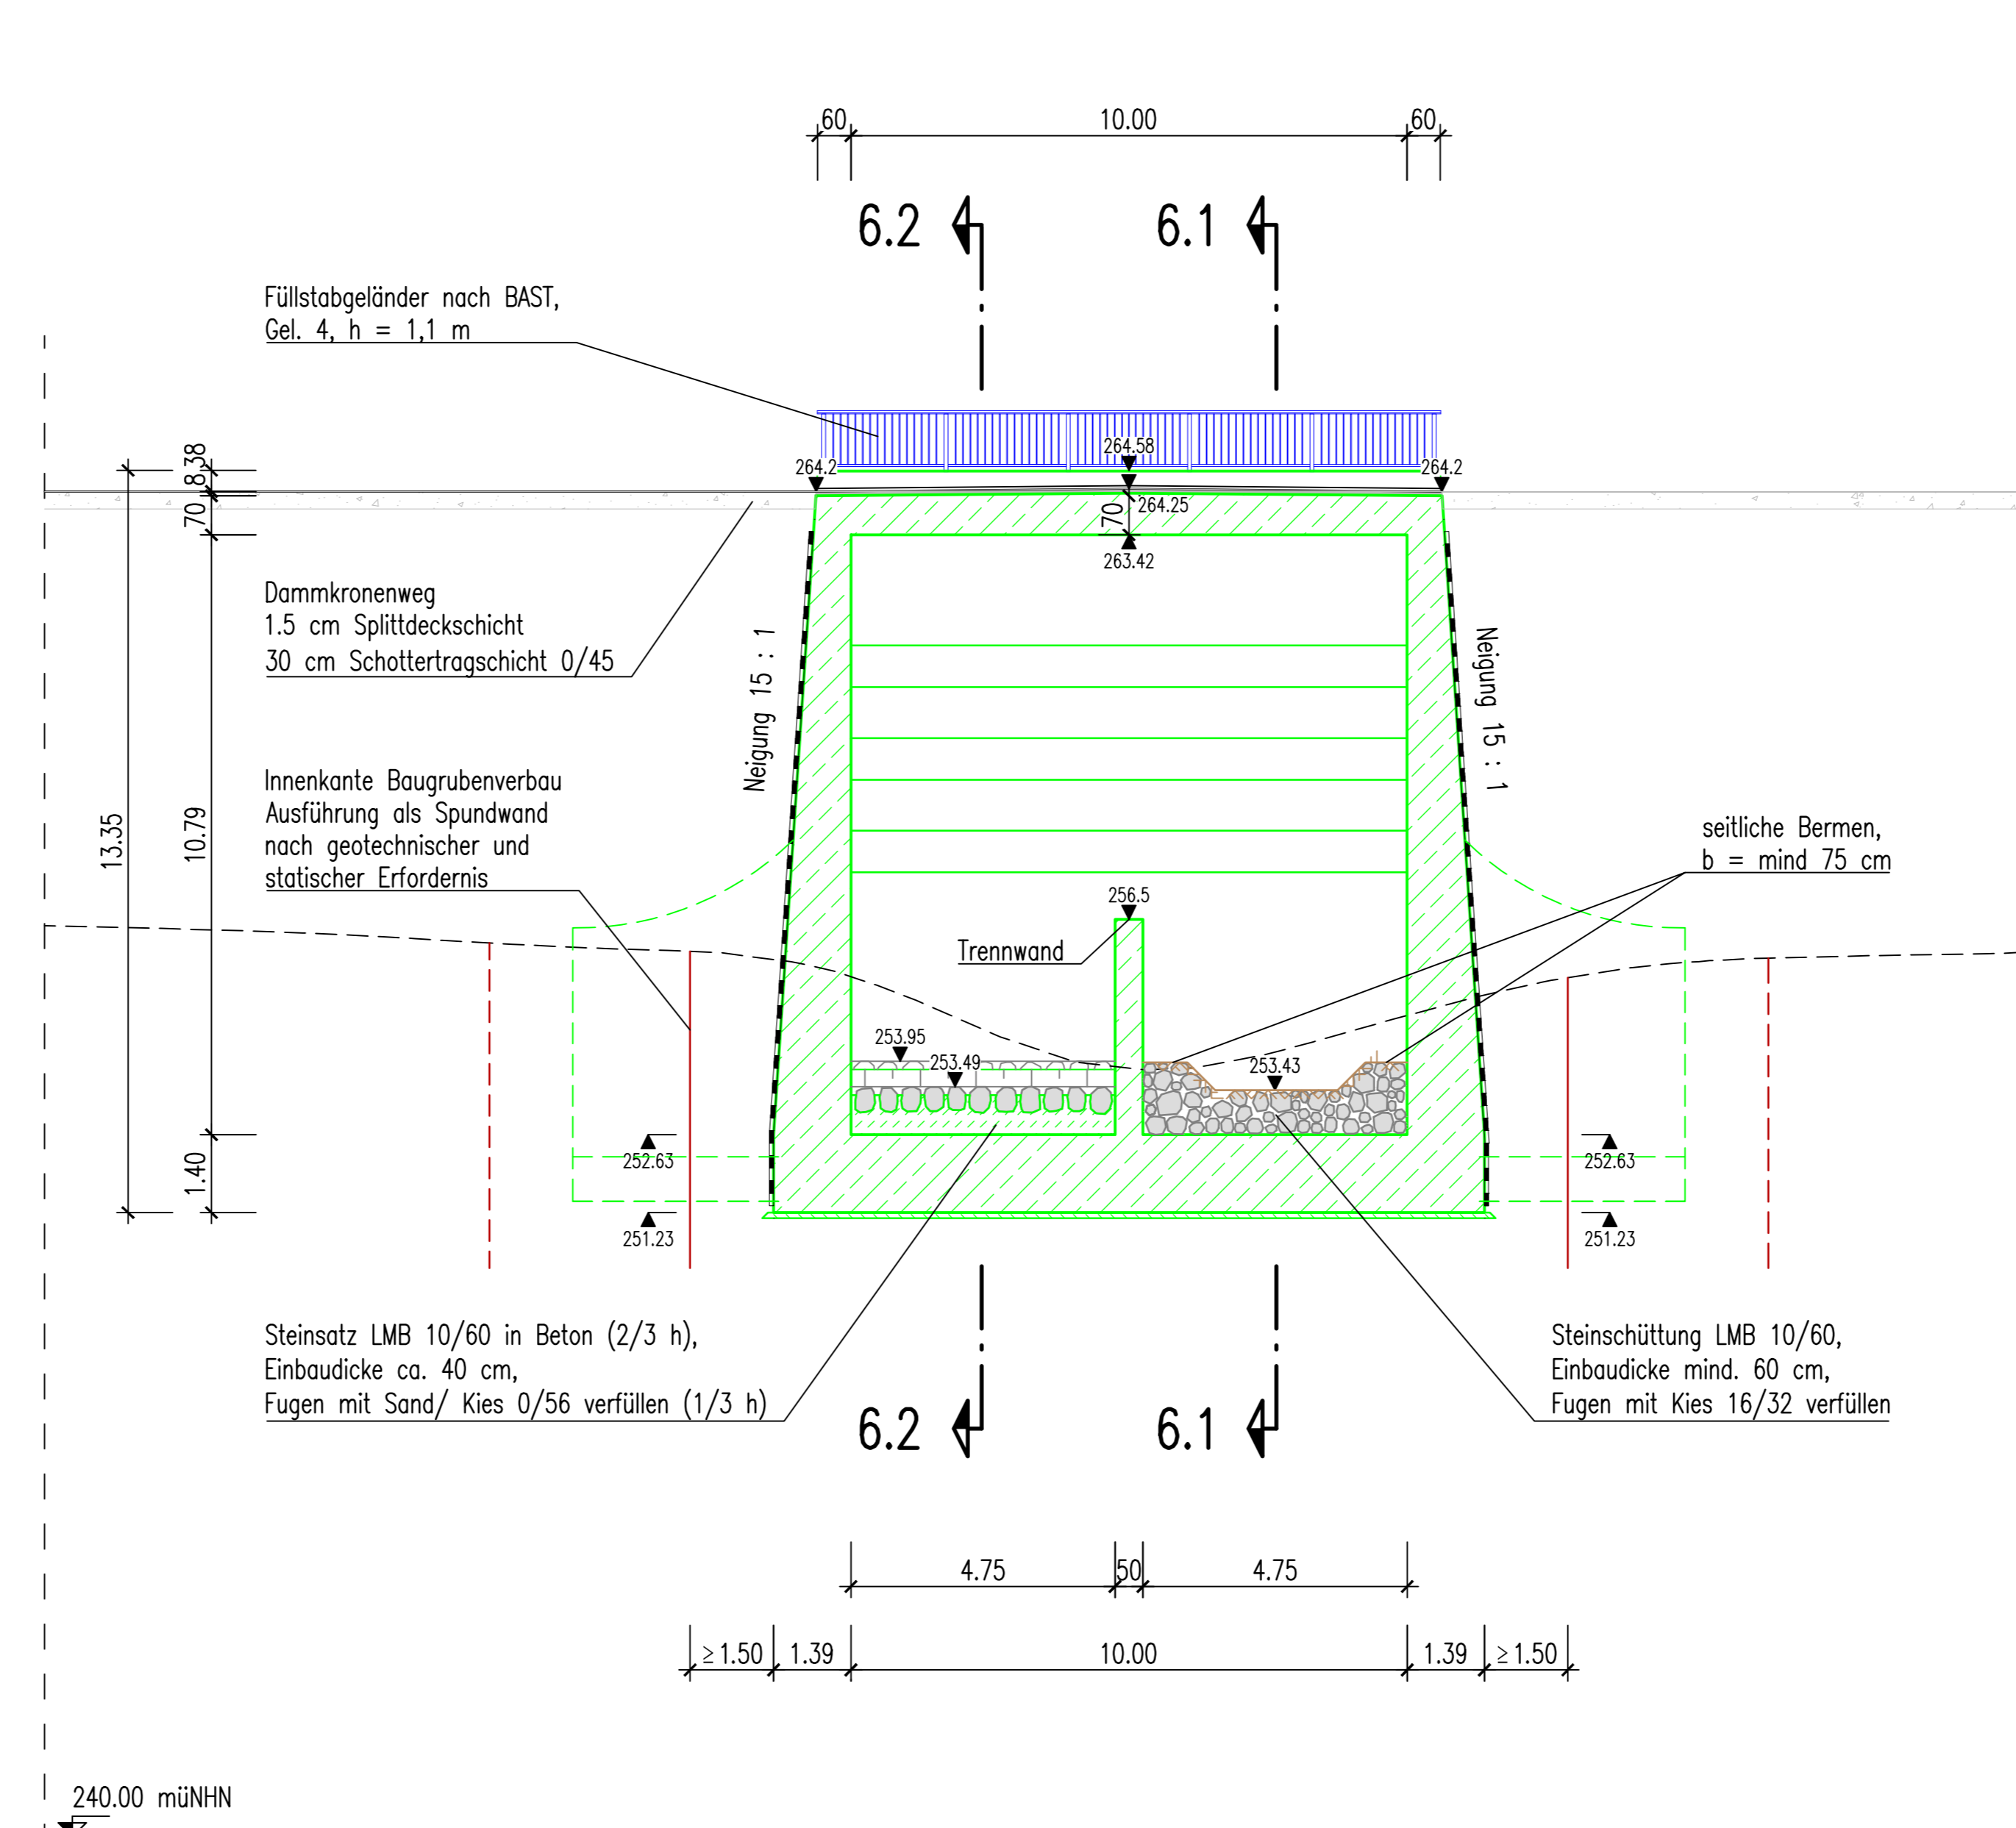 60 10.00 60
6.2 6.1
Füllstabgeländer nach BAST,
Gel. 4, h = 1,1 m
264.58
264.2 264.2
264.25
70
263.42
38
8
70
13.35
10.79
1.40
Dammkronenweg
1.5 cm Splittdeckschicht
30 cm Schottertragschicht 0/45
Neigung 15 : 1
Neigung 15 : 1
Innenkante Baugrubenverbau
Ausführung als Spundwand
nach geotechnischer und
statischer Erfordernis
seitliche Bermen,
b = mind 75 cm
256.5
Trennwand
253.95
253.49
253.43
252.63 252.63
251.23 251.23
Steinsatz LMB 10/60 in Beton (2/3 h),
Einbaudicke ca. 40 cm,
Fugen mit Sand/ Kies 0/56 verfüllen (1/3 h)
Steinschüttung LMB 10/60,
Einbaudicke mind. 60 cm,
Fugen mit Kies 16/32 verfüllen
6.2 6.1
4.75 50 4.75
≥ 1.50 1.39 10.00 1.39 ≥ 1.50
240.00 müNHN